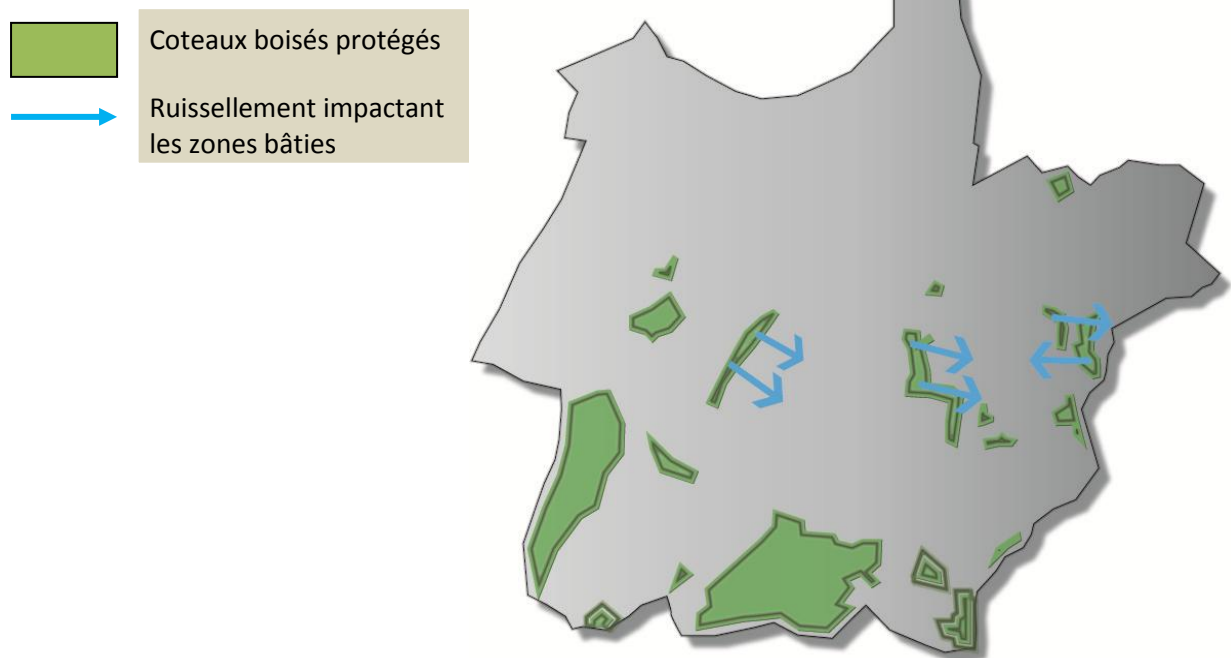 Coteaux boisés protégés
Ruissellement impactant
les zones bâties